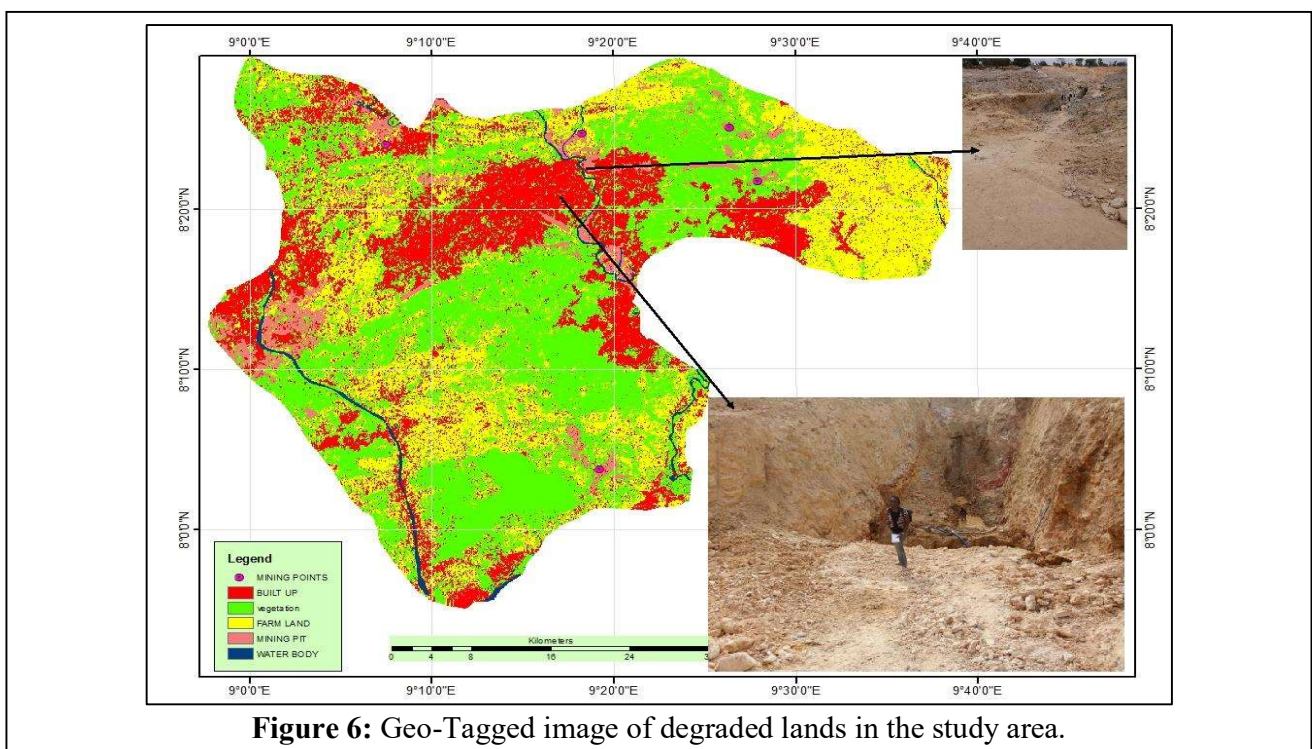 9°0'0"E 9°10'0"E 9°20'0"E 9°30'0"E 9°40'0"E
8°20'0"N 8°20'0"N
8°10'0"N 8°10'0"N
8°0'0"N 8°0'0"N
Legend
MINING POINTS
BUILT UP
vegetation
FARM LAND
MINING PIT
WATER BODY
Kilometers
0 2 4 8 16 24
9°0'0"E 9°10'0"E 9°20'0"E 9°30'0"E 9°40'0"E
Figure 6: Geo-Tagged image of degraded lands in the study area.